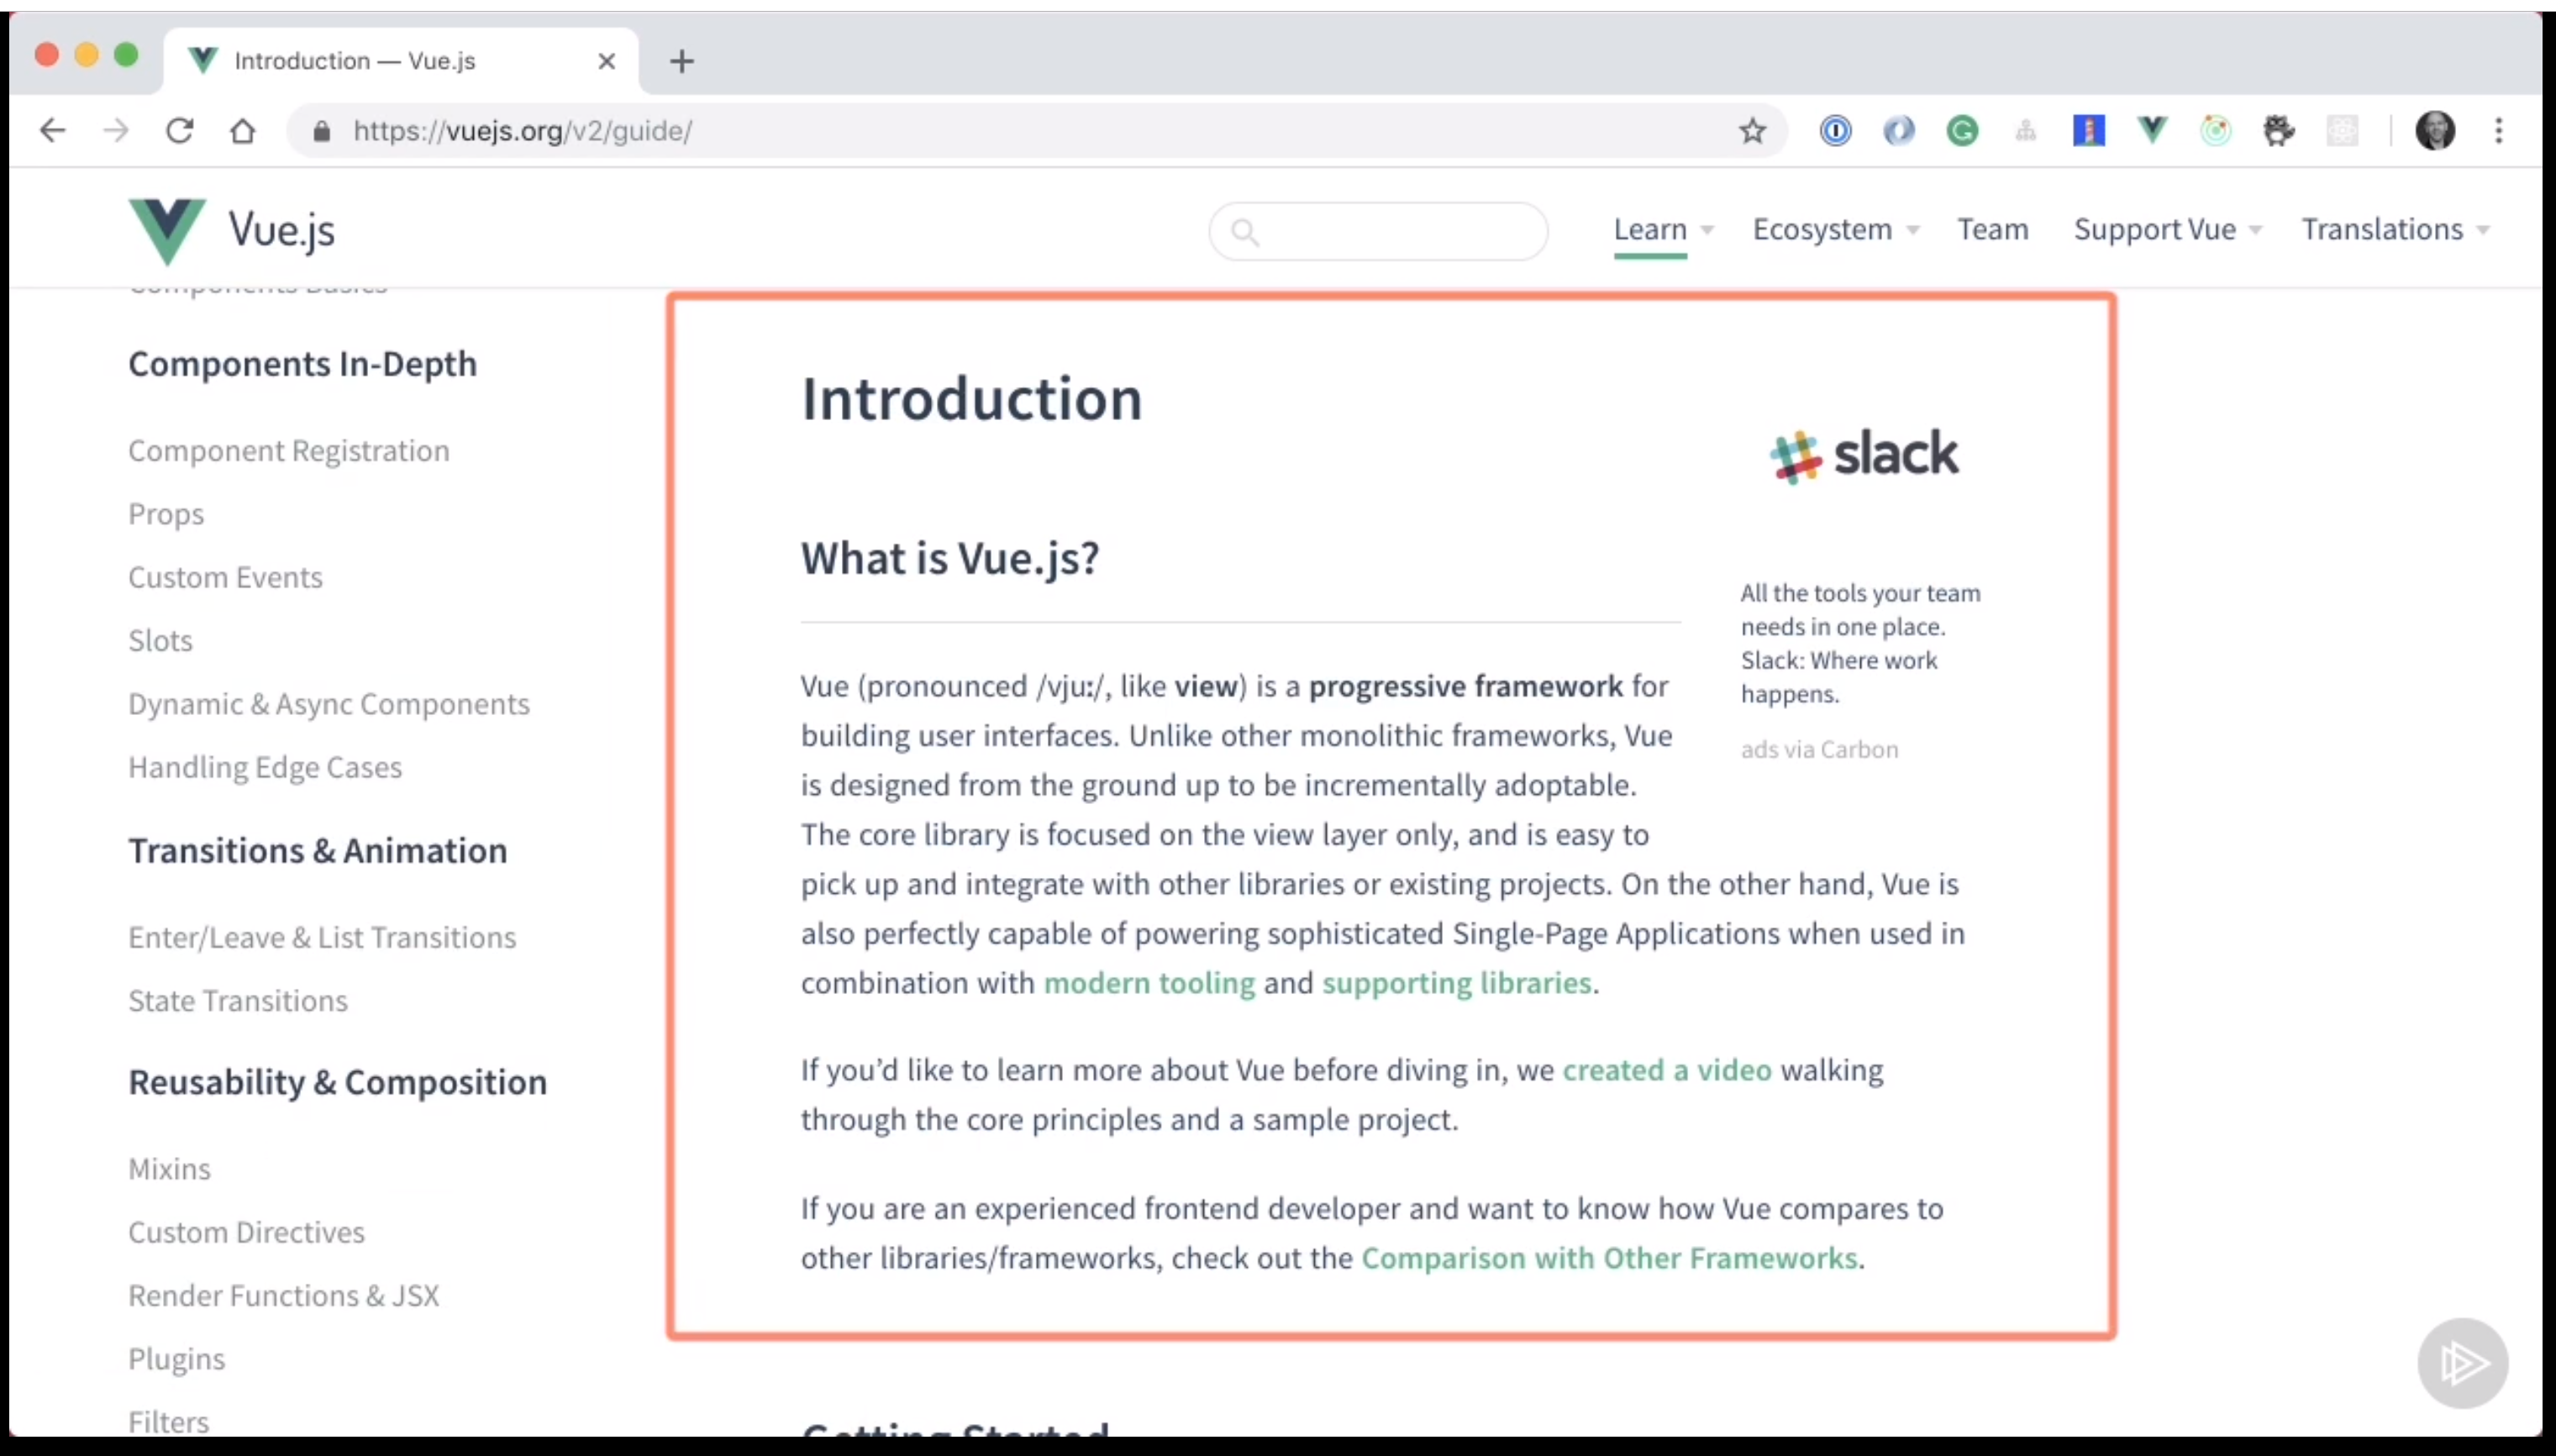 Introduction — Vue.js
https://vuejs.org/v2/guide/
Vue.js
Learn
Ecosystem
Team
Support Vue
Translations
Components In-Depth
Component Registration
Props
Custom Events
Slots
Dynamic & Async Components
Handling Edge Cases
Transitions & Animation
Enter/Leave & List Transitions
State Transitions
Reusability & Composition
Mixins
Custom Directives
Render Functions & JSX
Plugins
Filters
Introduction
What is Vue.js?
Vue (pronounced /vjuː/, like view) is a progressive framework for
building user interfaces. Unlike other monolithic frameworks, Vue
is designed from the ground up to be incrementally adoptable.
The core library is focused on the view layer only, and is easy to
pick up and integrate with other libraries or existing projects. On the other hand, Vue is
also perfectly capable of powering sophisticated Single-Page Applications when used in
combination with modern tooling and supporting libraries.
If you’d like to learn more about Vue before diving in, we created a video walking
through the core principles and a sample project.
If you are an experienced frontend developer and want to know how Vue compares to
other libraries/frameworks, check out the Comparison with Other Frameworks.
slack
All the tools your team
needs in one place.
Slack: Where work
happens.
ads via Carbon
Getting Started